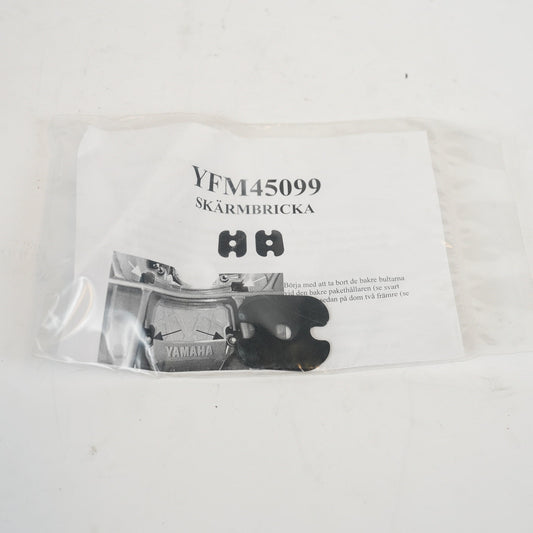 YFM45099
SKÄRMBRICKA
Börja med att ta bort de bakre bultarna
vid den bakre pakethållaren (se svart
sedan på dom två främre (se
YAMAHA